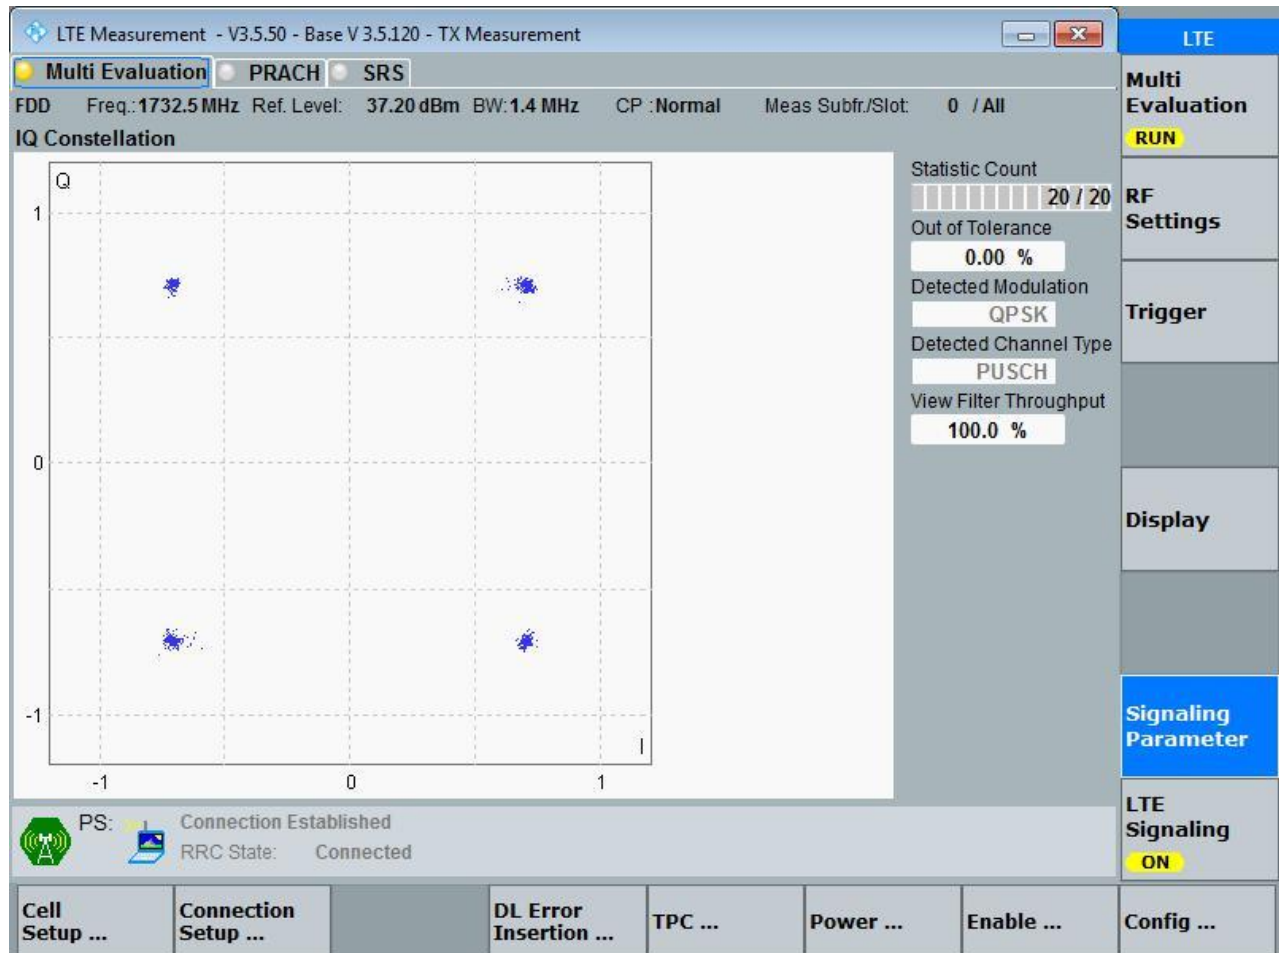 LTE Measurement - V3.5.50 - Base V 3.5.120 - TX Measurement
LTE
Multi Evaluation PRACH SRS
FDD Freq.:1732.5 MHz Ref. Level: 37.20 dBm BW:1.4 MHz CP :Normal Meas Subfr./Slot: 0 / All
IQ Constellation
Q
1
0
-1
I
-1 0 1
Statistic Count
20 / 20
Out of Tolerance
0.00 %
Detected Modulation
QPSK
Detected Channel Type
PUSCH
View Filter Throughput
100.0 %
Multi
Evaluation
RUN
RF
Settings
Trigger
Display
Signaling
Parameter
LTE
Signaling
ON
PS: Connection Established
RRC State: Connected
Cell
Setup ...
Connection
Setup ...
DL Error
Insertion ...
TPC ...
Power ...
Enable ...
Config ...